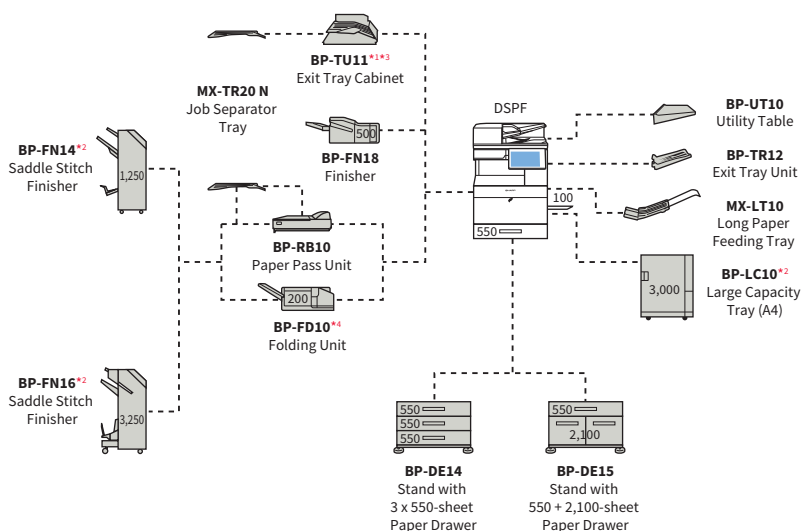 BP-TU11*1*3
Exit Tray Cabinet
MX-TR20 N
Job Separator
Tray
500
BP-FN18
Finisher
BP-FN14*2
Saddle Stitch
Finisher
1,250
BP-RB10
Paper Pass Unit
200
BP-FD10*4
Folding Unit
BP-FN16*2
Saddle Stitch
Finisher
3,250
DSPF
100
550
BP-UT10
Utility Table
BP-TR12
Exit Tray Unit
MX-LT10
Long Paper
Feeding Tray
3,000
BP-LC10*2
Large Capacity
Tray (A4)
550
550
550
BP-DE14
Stand with
3 x 550-sheet
Paper Drawer
550
2,100
BP-DE15
Stand with
550 + 2,100-sheet
Paper Drawer